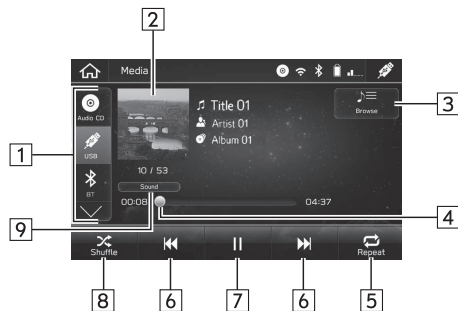 2
Media
Audio CD
USB
BT
Title 01
Artist 01
Album 01
Browse
10 / 53
Sound
00:08
04:37
1
3
4
9
Shuffle
Repeat
8
6
7
6
5